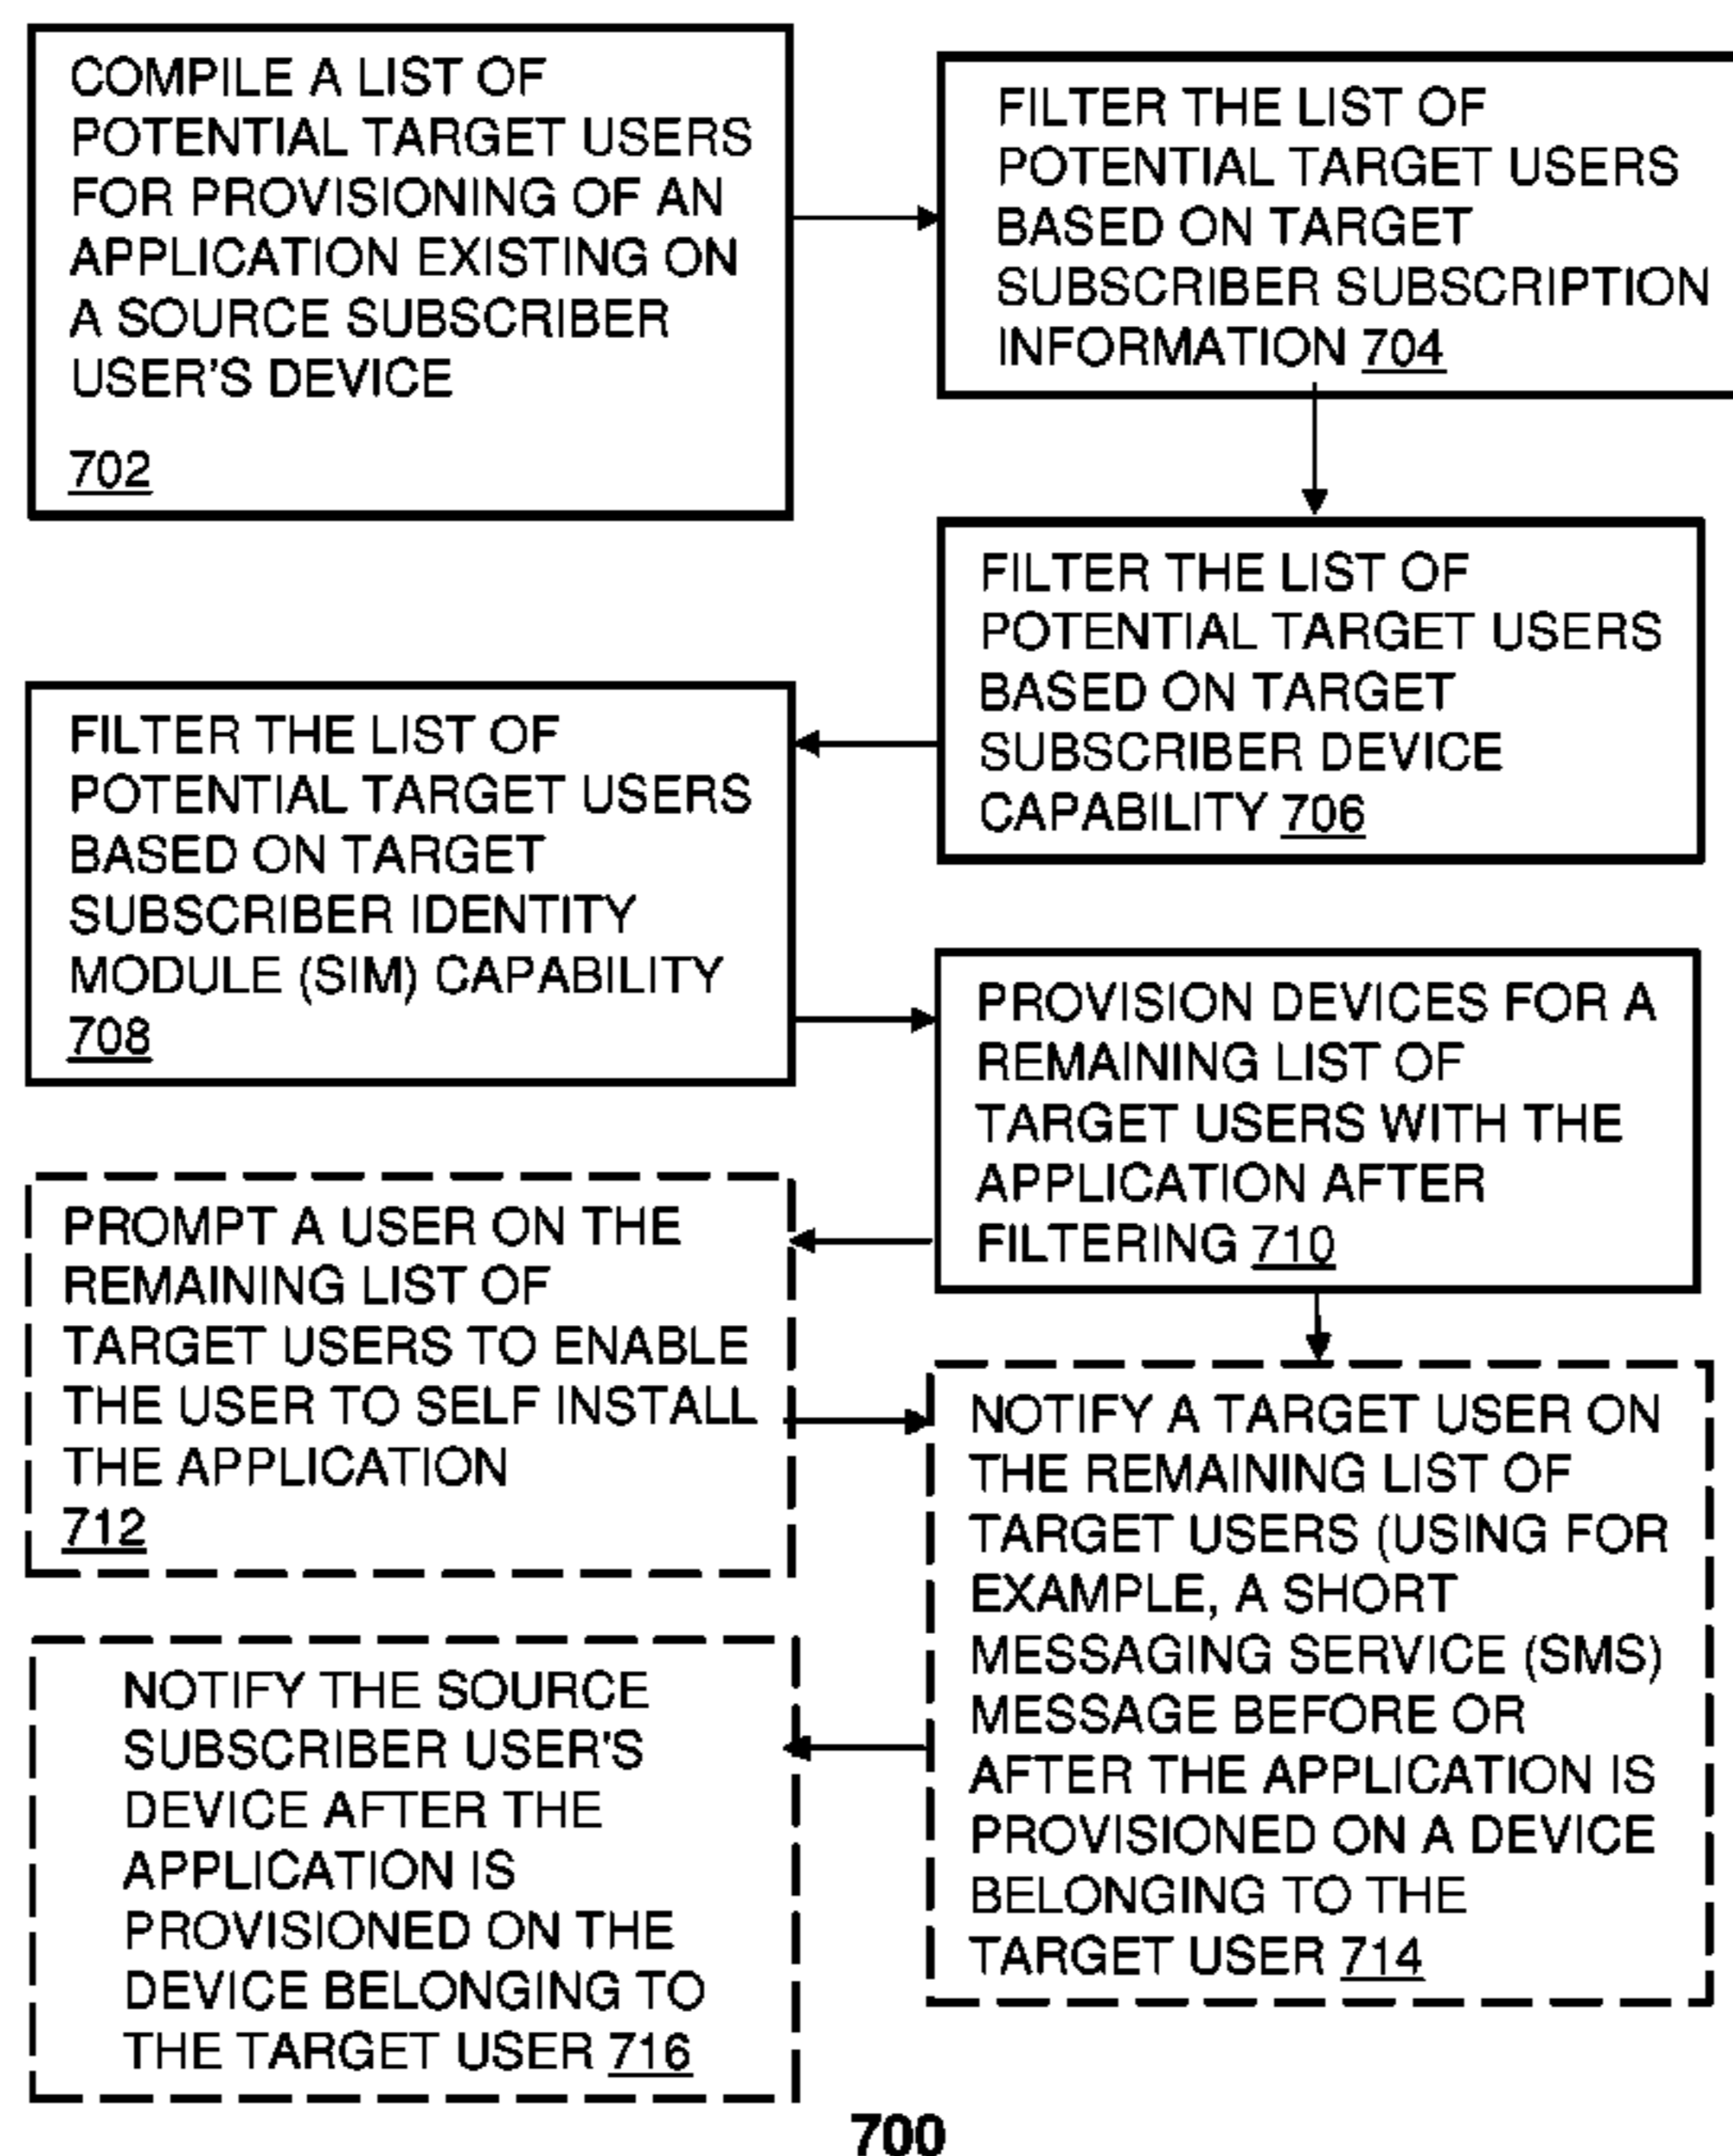 COMPILE A LIST OF
POTENTIAL TARGET USERS
FOR PROVISIONING OF AN
APPLICATION EXISTING ON
A SOURCE SUBSCRIBER
USER'S DEVICE
702
FILTER THE LIST OF
POTENTIAL TARGET USERS
BASED ON TARGET
SUBSCRIBER SUBSCRIPTION
INFORMATION 704
FILTER THE LIST OF
POTENTIAL TARGET USERS
BASED ON TARGET
SUBSCRIBER DEVICE
CAPABILITY 706
FILTER THE LIST OF
POTENTIAL TARGET USERS
BASED ON TARGET
SUBSCRIBER IDENTITY
MODULE (SIM) CAPABILITY
708
PROVISION DEVICES FOR A
REMAINING LIST OF
TARGET USERS WITH THE
APPLICATION AFTER
FILTERING 710
PROMPT A USER ON THE
REMAINING LIST OF
TARGET USERS TO ENABLE
THE USER TO SELF INSTALL
THE APPLICATION
712
NOTIFY A TARGET USER ON
THE REMAINING LIST OF
TARGET USERS (USING FOR
EXAMPLE, A SHORT
MESSAGING SERVICE (SMS)
MESSAGE BEFORE OR
AFTER THE APPLICATION IS
PROVISIONED ON A DEVICE
BELONGING TO THE
TARGET USER 714
NOTIFY THE SOURCE
SUBSCRIBER USER'S
DEVICE AFTER THE
APPLICATION IS
PROVISIONED ON THE
DEVICE BELONGING TO
THE TARGET USER 716
700